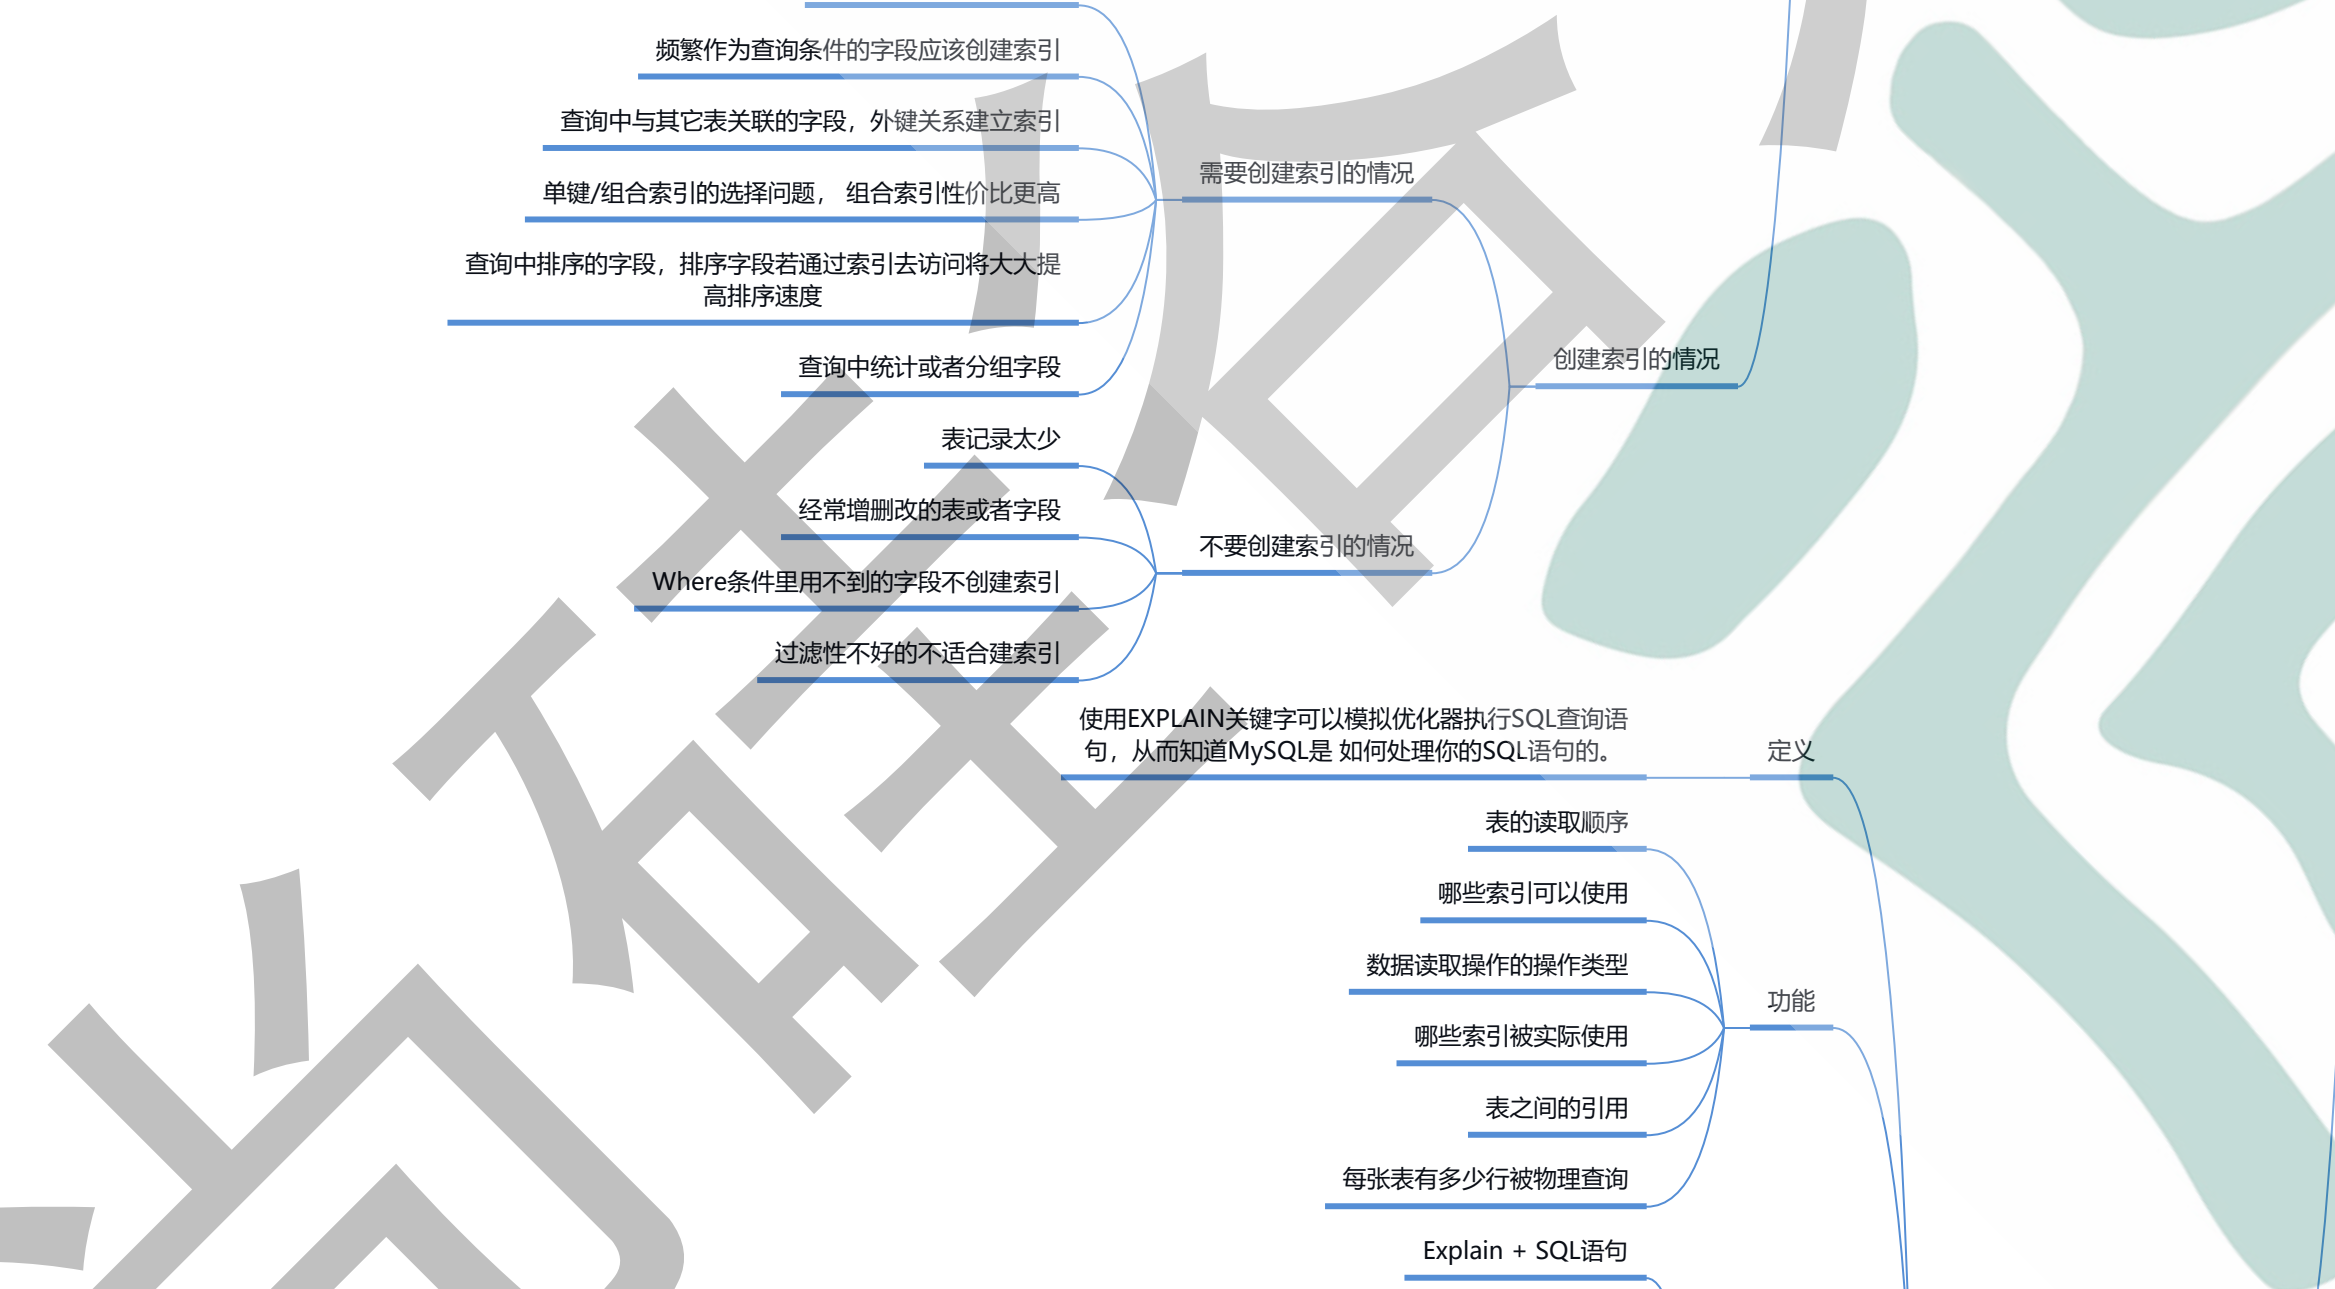 频繁作为查询条件的字段应该创建索引
查询中与其它表关联的字段，外键关系建立索引
单键/组合索引的选择问题， 组合索引性价比更高
查询中排序的字段，排序字段若通过索引去访问将大大提
高排序速度
查询中统计或者分组字段
需要创建索引的情况
表记录太少
经常增删改的表或者字段
Where条件里用不到的字段不创建索引
过滤性不好的不适合建索引
不要创建索引的情况
创建索引的情况
使用EXPLAIN关键字可以模拟优化器执行SQL查询语
句，从而知道MySQL是 如何处理你的SQL语句的。
定义
表的读取顺序
哪些索引可以使用
数据读取操作的操作类型
哪些索引被实际使用
表之间的引用
每张表有多少行被物理查询
功能
Explain + SQL语句
尚硅谷